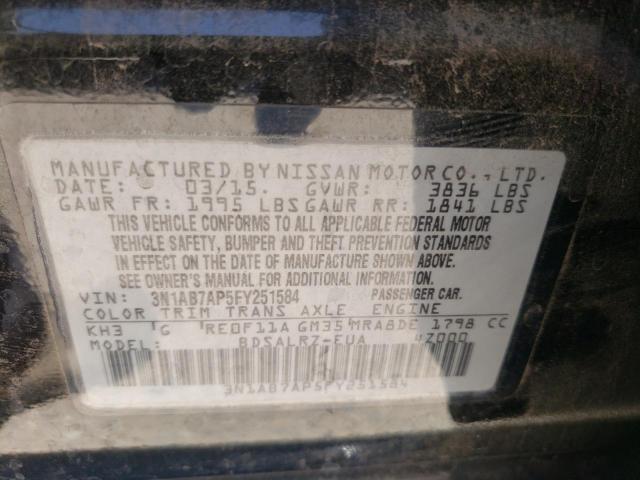 MANUFACTURED BY NISSAN MOTOR CO., LTD.
DATE: 03/15. GVWR: 3836 LBS
GAWR FR: 1995 LBS GAWR RR: 1841 LBS
THIS VEHICLE CONFORMS TO ALL APPLICABLE FEDERAL MOTOR
VEHICLE SAFETY, BUMPER AND THEFT PREVENTION STANDARDS
IN EFFECT ON THE DATE OF MANUFACTURE SHOWN ABOVE.
SEE OWNER'S MANUAL FOR ADDITIONAL INFORMATION.
VIN: 3N1AB7AP5FY251584 PASSENGER CAR.
COLOR TRIM TRANS AXLE ENGINE
KH3 G RE0F11A GM35 MRA8DE 1798 CC
MODEL: BDSALRZ-EUA 4Z000
3N1AB7AP5FY251584